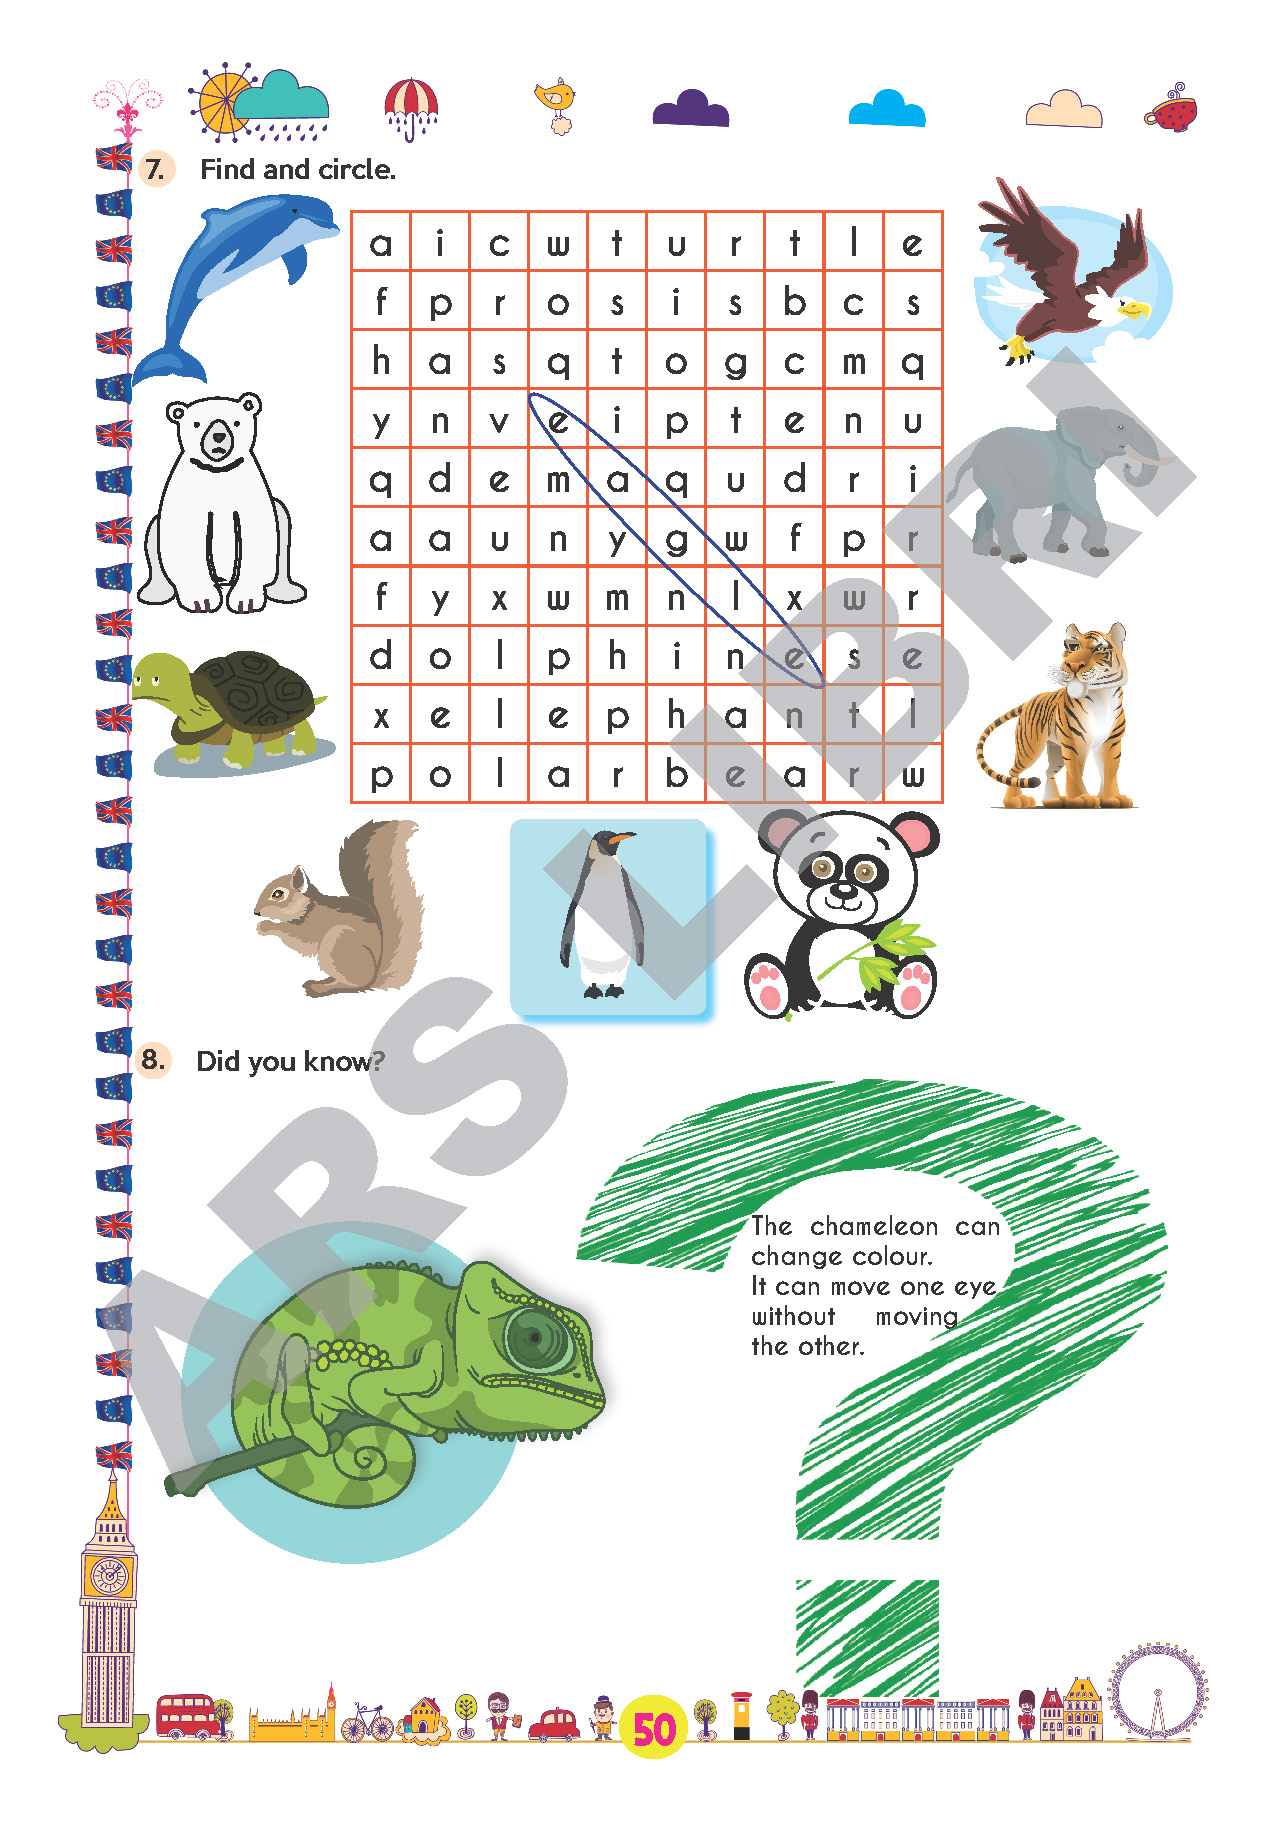 7. Find and circle.
a i c w t u r t l e
f p r o s i s b c s
h a s q t o g c m q
y n v e i p t e n u
q d e m a q u d r i
a a u n y g w f p r
f y x w m n l x w r
d o l p h i n e s e
x e l e p h a n t l
p o l a r b e a r w
8. Did you know?
The chameleon can
change colour.
It can move one eye
without moving
the other.
ARS LIBRI
50